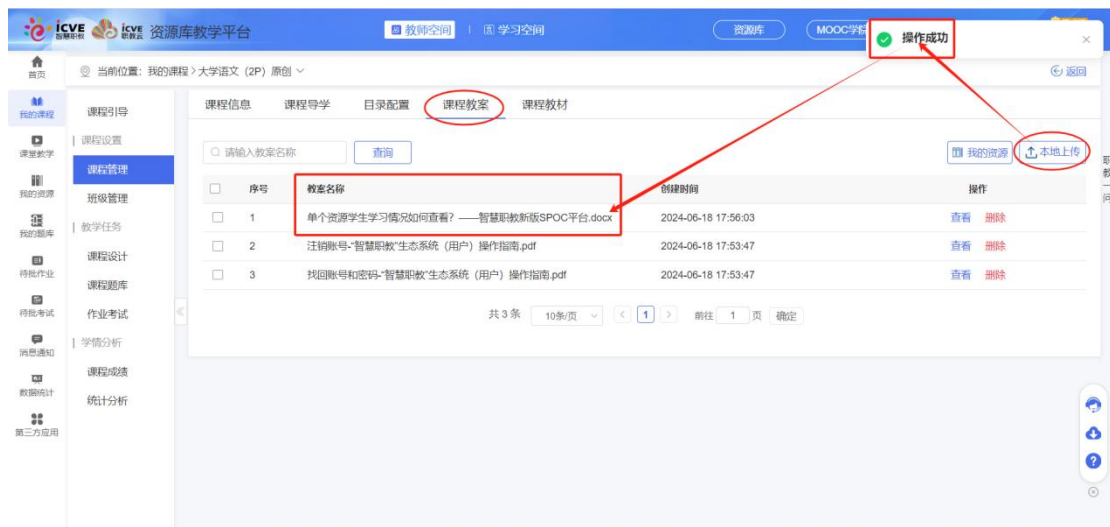 icve 智慧职教 icve 职教云 资源库教学平台 教师空间 学习空间 资源库 MOOC学院
操作成功
首页
当前位置：我的课程 > 大学语文（2P）原创
返回
我的课程
课堂教学
我的资源
我的题库
待批作业
待批考试
消息通知
数据统计
第三方应用
课程引导
课程设置
课程管理
班级管理
教学任务
课程设计
课程题库
作业考试
学情分析
课程成绩
统计分析
课程信息 课程导学 目录配置 课程教案 课程教材
请输入教案名称 查询 我的资源 本地上传
序号 教案名称 创建时间 操作
1 单个资源学生学习情况如何查看？——智慧职教新版SPOC平台.docx 2024-06-18 17:56:03 查看 删除
2 注销账号-“智慧职教”生态系统（用户）操作指南.pdf 2024-06-18 17:53:47 查看 删除
3 找回账号和密码-“智慧职教”生态系统（用户）操作指南.pdf 2024-06-18 17:53:47 查看 删除
共 3 条 10条/页 1 前往 1 页 确定